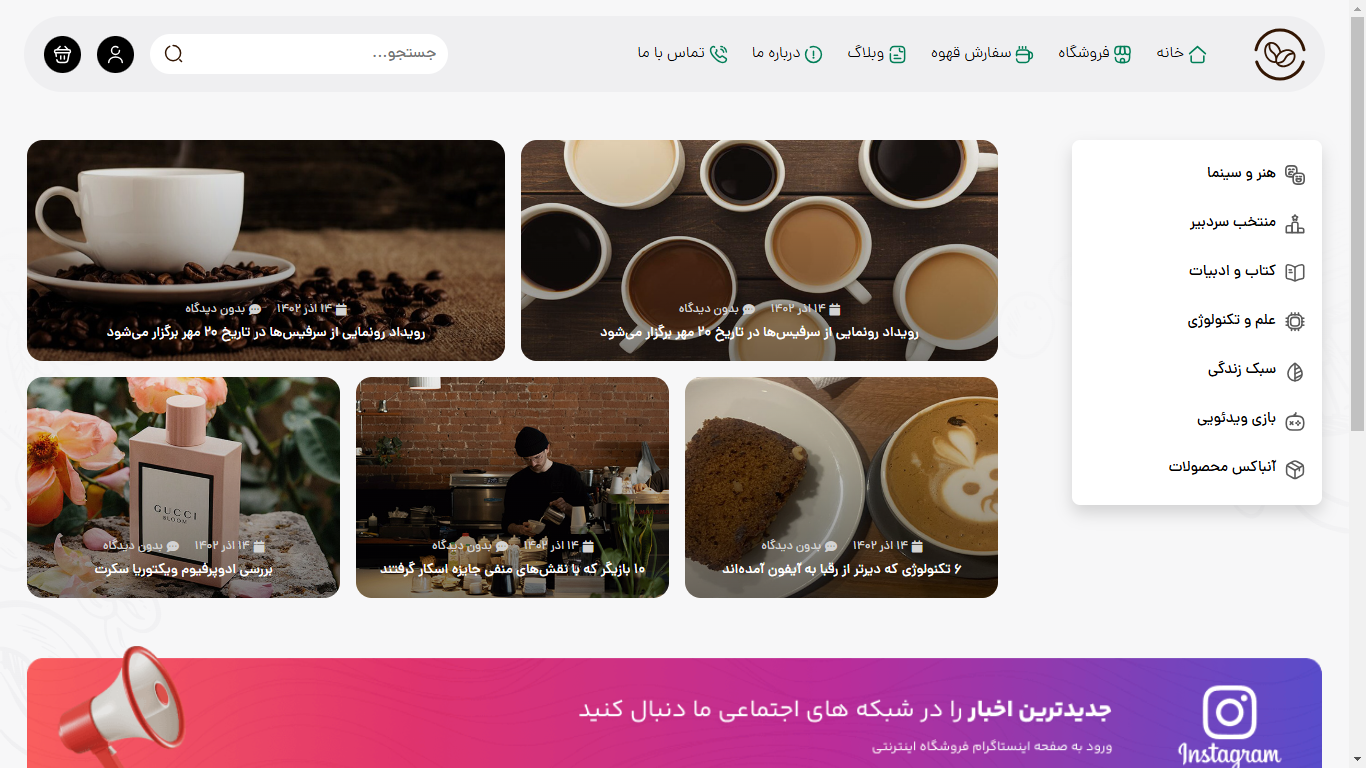 خانه
فروشگاه
سفارش قهوه
وبلاگ
درباره ما
تماس با ما
جستجو...
هنر و سینما
منتخب سردبیر
کتاب و ادبیات
علم و تکنولوژی
سبک زندگی
بازی ویدئویی
آنباکس محصولات
۱۴ آذر ۱۴۰۲ بدون دیدگاه
رویداد رونمایی از سرفیس‌ها در تاریخ ۲۰ مهر برگزار می‌شود
۱۴ آذر ۱۴۰۲ بدون دیدگاه
رویداد رونمایی از سرفیس‌ها در تاریخ ۲۰ مهر برگزار می‌شود
۱۴ آذر ۱۴۰۲ بدون دیدگاه
۶ تکنولوژی که دیرتر از رقبا به آیفون آمده‌اند
۱۴ آذر ۱۴۰۲ بدون دیدگاه
۱۰ بازیگر که با نقش‌های منفی جایزه اسکار گرفتند
GUCCI
BLOOM
۱۴ آذر ۱۴۰۲ بدون دیدگاه
بررسی ادوپرفیوم ویکتوریا سکرت
جدیدترین اخبار را در شبکه های اجتماعی ما دنبال کنید
ورود به صفحه اینستاگرام فروشگاه اینترنتی
Instagram